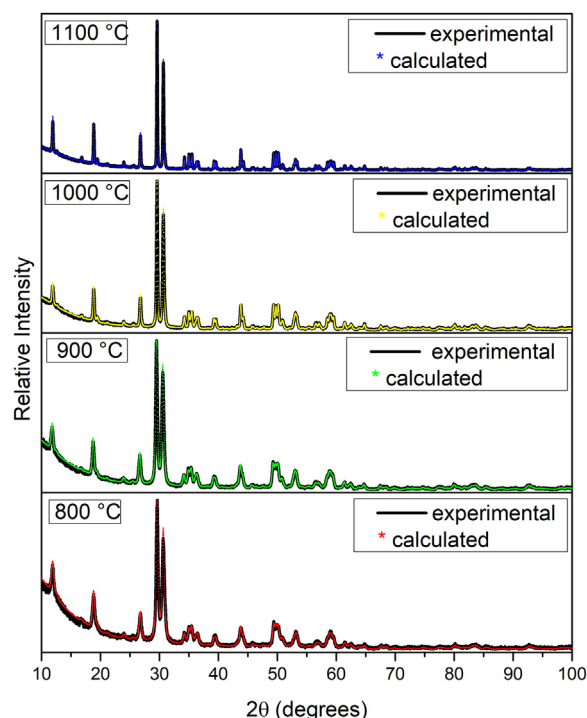 1100 °C
experimental
* calculated
1000 °C
experimental
* calculated
900 °C
experimental
* calculated
800 °C
experimental
* calculated
Relative Intensity
10 20 30 40 50 60 70 80 90 100
2θ (degrees)